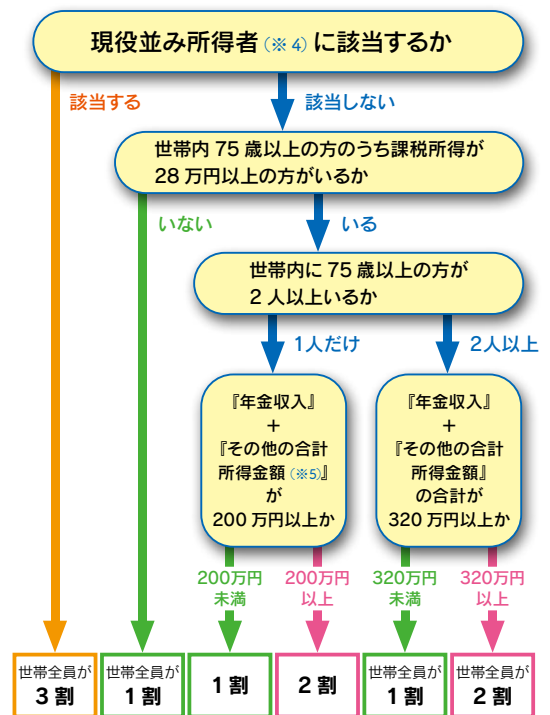 現役並み所得者(※4)に該当するか
該当する
該当しない
世帯内75歳以上の方のうち課税所得が
28万円以上の方がいるか
いない
いる
世帯内に75歳以上の方が
2人以上いるか
1人だけ
2人以上
『年金収入』
+
『その他の合計
所得金額(※5)』
が
200万円以上か
『年金収入』
+
『その他の合計
所得金額』
の合計が
320万円以上か
200万円
未満
200万円
以上
320万円
未満
320万円
以上
世帯全員が
3割
世帯全員が
1割
1割
2割
世帯全員が
1割
世帯全員が
2割